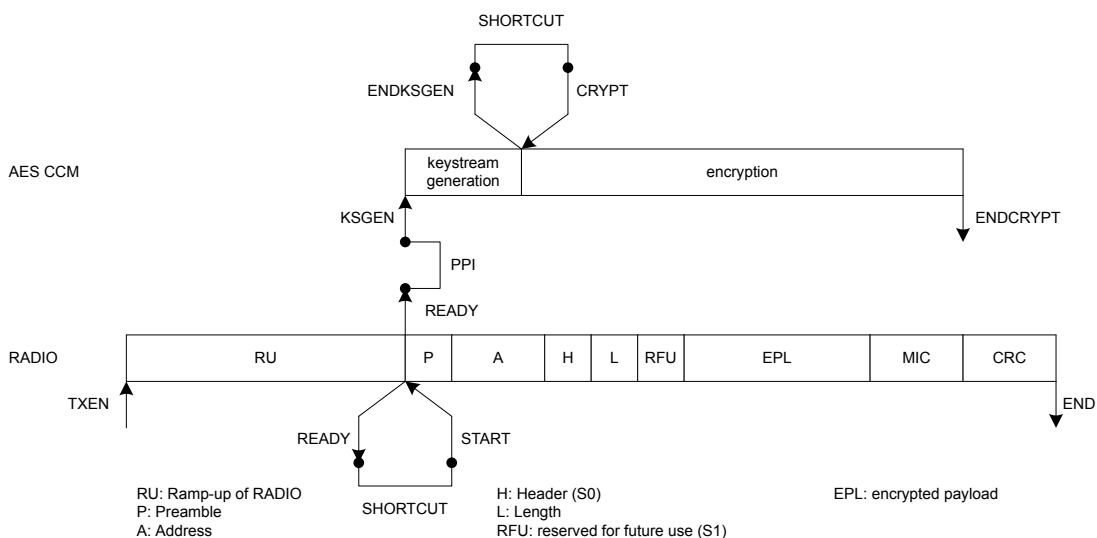 SHORTCUT
ENDKSGEN
CRYPT
AES CCM
keystream
generation
encryption
KSGEN
ENDCRYPT
PPI
READY
RADIO
RU
P
A
H
L
RFU
EPL
MIC
CRC
TXEN
END
READY
START
SHORTCUT
RU: Ramp-up of RADIO
P: Preamble
A: Address
H: Header (S0)
L: Length
RFU: reserved for future use (S1)
EPL: encrypted payload